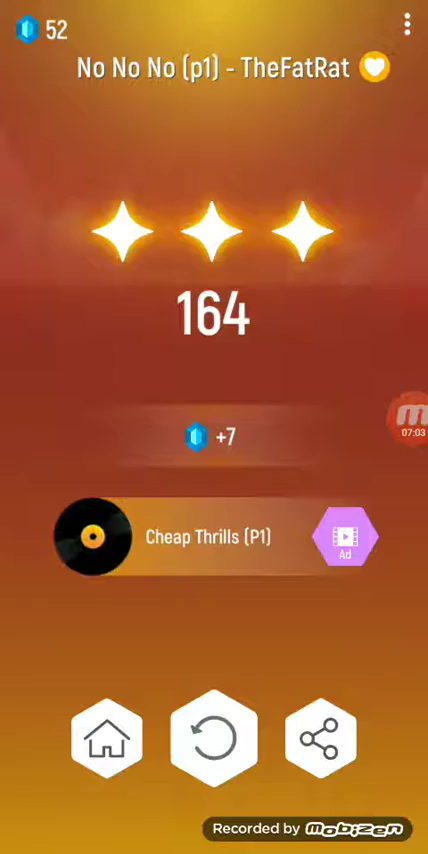 52
No No No (p1) - TheFatRat
164
+7
07:03
Cheap Thrills (P1)
Ad
Recorded by mobizen